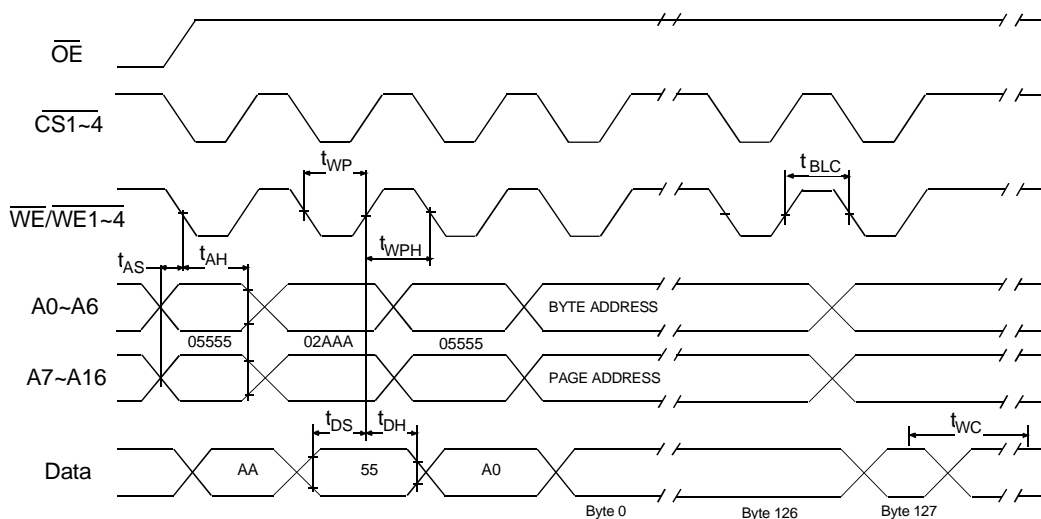 OE
CS1~4
tWP
tBLC
WE/WE1~4
tWPH
tAS tAH
A0~A6 BYTE ADDRESS
05555 02AAA 05555
A7~A16 PAGE ADDRESS
tDS tDH
tWC
Data AA 55 A0
Byte 0 Byte 126 Byte 127